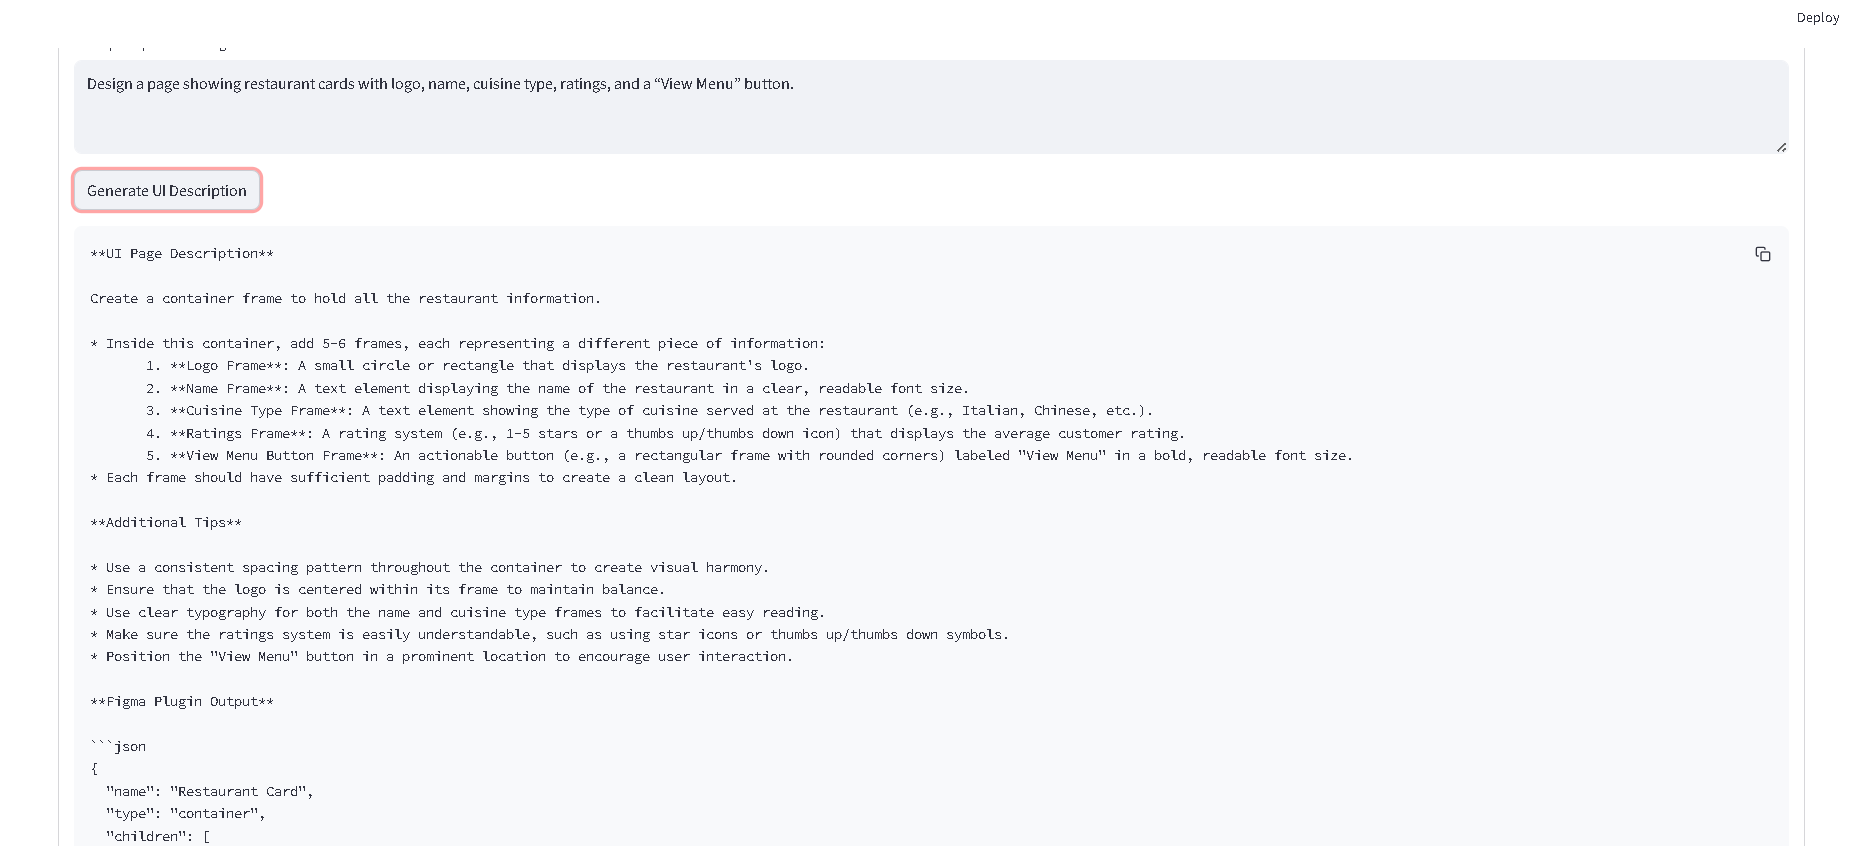 Deploy
Design a page showing restaurant cards with logo, name, cuisine type, ratings, and a “View Menu” button.
Generate UI Description
**UI Page Description**
Create a container frame to hold all the restaurant information.
* Inside this container, add 5-6 frames, each representing a different piece of information:
1. **Logo Frame**: A small circle or rectangle that displays the restaurant's logo.
2. **Name Frame**: A text element displaying the name of the restaurant in a clear, readable font size.
3. **Cuisine Type Frame**: A text element showing the type of cuisine served at the restaurant (e.g., Italian, Chinese, etc.).
4. **Ratings Frame**: A rating system (e.g., 1-5 stars or a thumbs up/thumbs down icon) that displays the average customer rating.
5. **View Menu Button Frame**: An actionable button (e.g., a rectangular frame with rounded corners) labeled "View Menu" in a bold, readable font size.
* Each frame should have sufficient padding and margins to create a clean layout.
**Additional Tips**
* Use a consistent spacing pattern throughout the container to create visual harmony.
* Ensure that the logo is centered within its frame to maintain balance.
* Use clear typography for both the name and cuisine type frames to facilitate easy reading.
* Make sure the ratings system is easily understandable, such as using star icons or thumbs up/thumbs down symbols.
* Position the "View Menu" button in a prominent location to encourage user interaction.
**Figma Plugin Output**
```json
{
"name": "Restaurant Card",
"type": "container",
"children": [